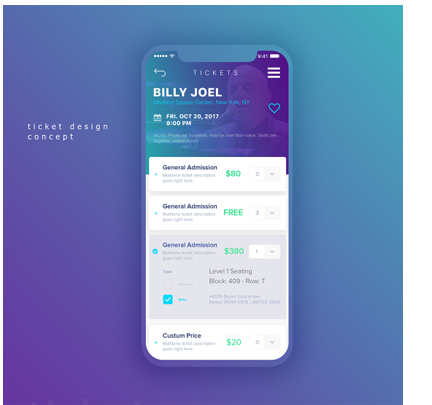 ticket design
concept
9:41
TICKETS
BILLY JOEL
Madison Square Garden, New York, NY
FRI. OCT 20, 2017
8:00 PM
NOTE: Prices set by sellers, may be over face value. Seats are
together, unless noted.
General Admission
Multiline ticket description
goes right here
$80
0
General Admission
Multiline ticket description
goes right here
FREE
3
General Admission
Multiline ticket description
goes right here
$380
1
Type
Level 1 Seating
Block: 409 - Row: T
Buyer Guarantee
Notes: REAR VIEW, LIMITED VIEW
Custum Price
Multiline ticket description
goes right here
$20
0